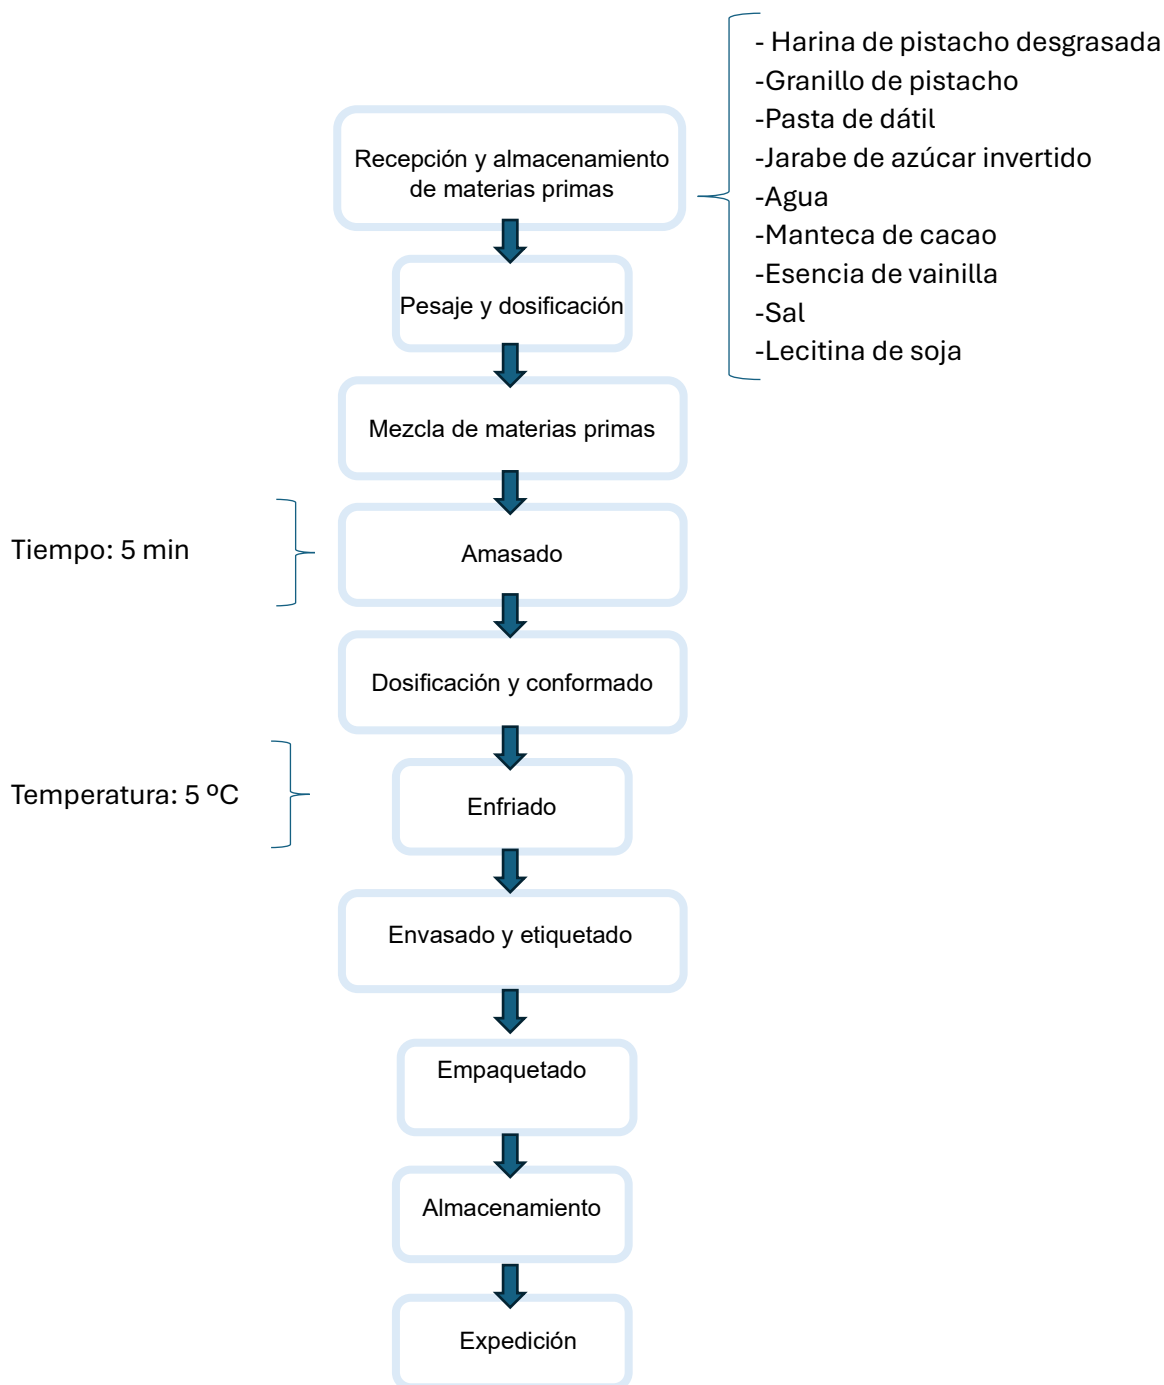 - Harina de pistacho desgrasada
-Granillo de pistacho
-Pasta de dátil
-Jarabe de azúcar invertido
-Agua
-Manteca de cacao
-Esencia de vainilla
-Sal
-Lecitina de soja
Recepción y almacenamiento
de materias primas
Pesaje y dosificación
Mezcla de materias primas
Tiempo: 5 min
Amasado
Dosificación y conformado
Temperatura: 5 ºC
Enfriado
Envasado y etiquetado
Empaquetado
Almacenamiento
Expedición